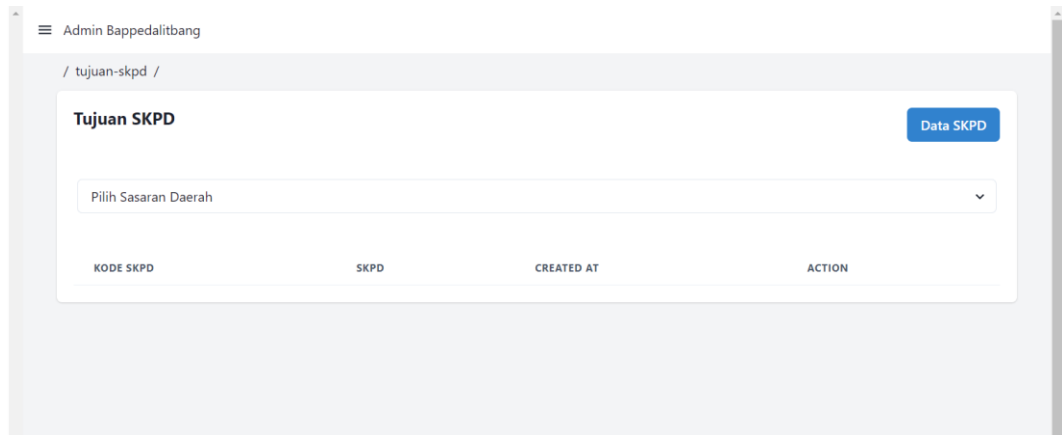 Admin Bappedalitbang
/ tujuan-skpd /
Tujuan SKPD
Data SKPD
Pilih Sasaran Daerah
KODE SKPD SKPD CREATED AT ACTION